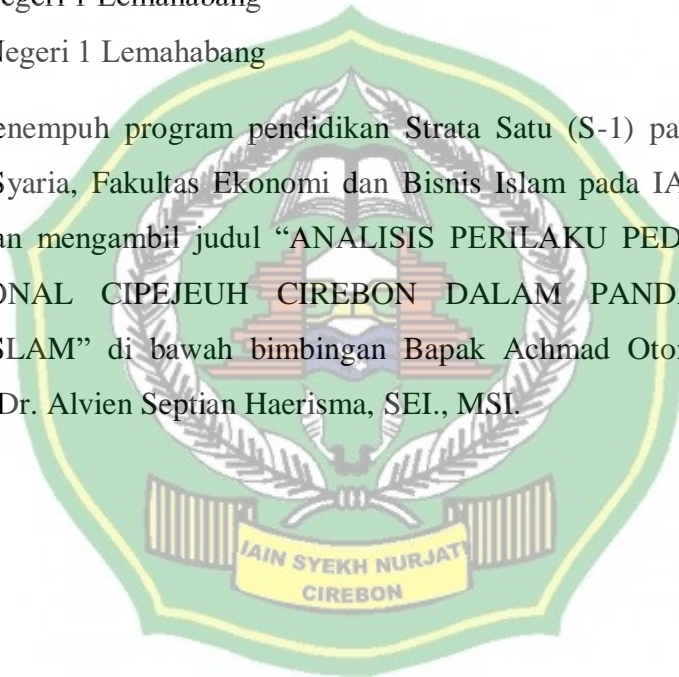 Negeri 1 Lemahabang
Negeri 1 Lemahabang
enempuh program pendidikan Strata Satu (S-1) pa
Syaria, Fakultas Ekonomi dan Bisnis Islam pada IA
an mengambil judul “ANALISIS PERILAKU PED
ONAL CIPEJEUH CIREBON DALAM PANDA
SLAM” di bawah bimbingan Bapak Achmad Oto
Dr. Alvien Septian Haerisma, SEI., MSI.
IAIN SYEKH NURJATI
CIREBON